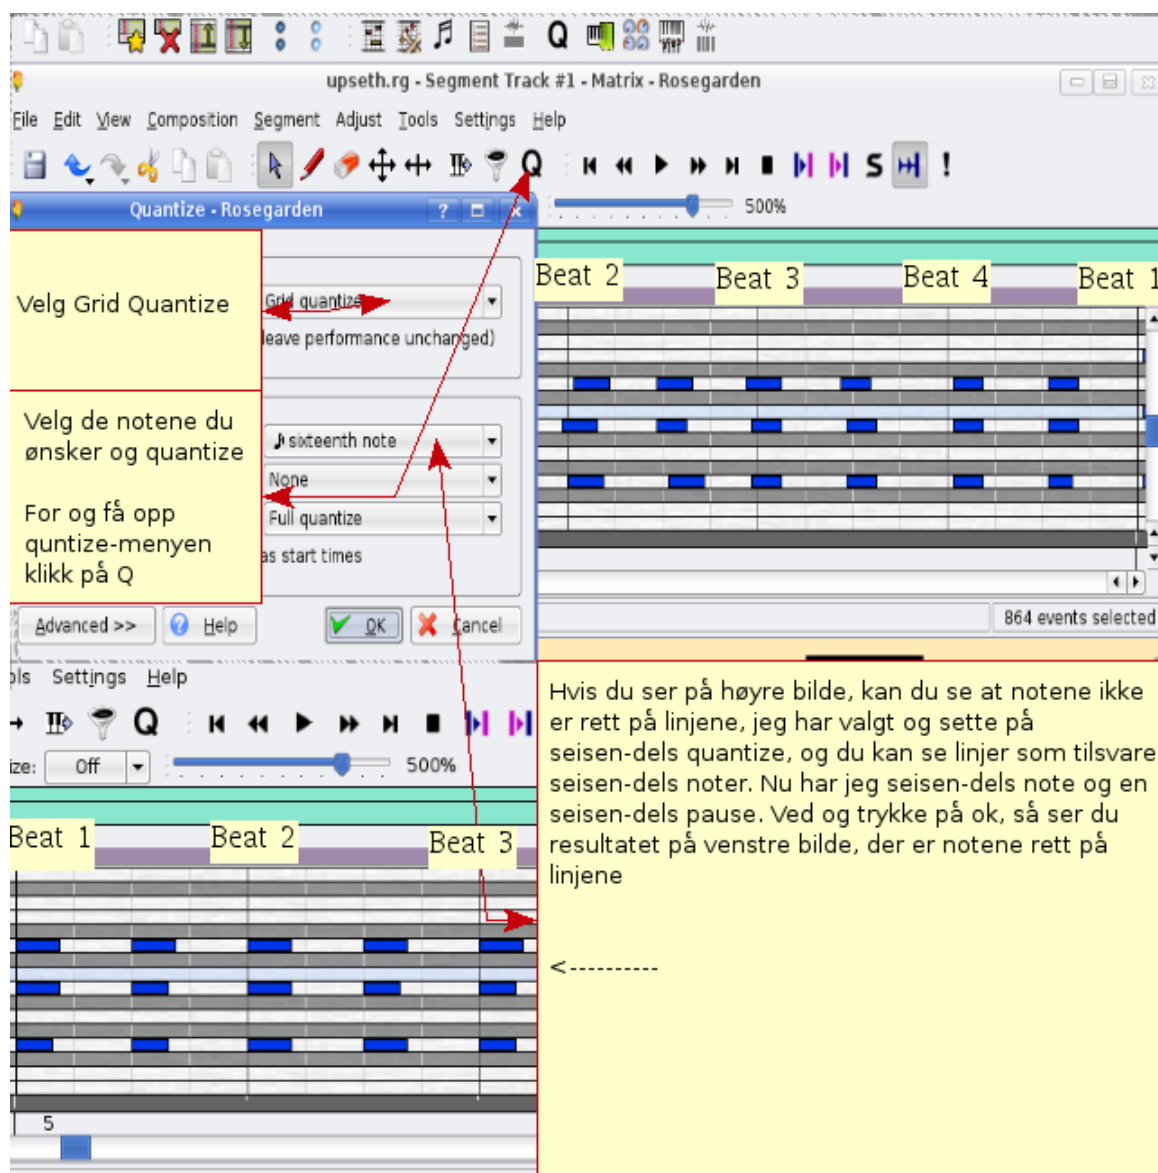 upseth.rg - Segment Track #1 - Matrix - Rosegarden
File Edit View Composition Segment Adjust Tools Settings Help
Q
Q
S
!
Quantize - Rosegarden
?
500%
Velg Grid Quantize
Grid quantize
leave performance unchanged)
Velg de notene du
ønsker og quantize
For og få opp
quntize-menyen
klikk på Q
sixteenth note
None
Full quantize
as start times
Advanced >>
Help
OK
Cancel
Beat 2
Beat 3
Beat 4
Beat 1
864 events selected
ols Settings Help
Q
ize: Off
500%
Beat 1
Beat 2
Beat 3
5
Hvis du ser på høyre bilde, kan du se at notene ikke
er rett på linjene, jeg har valgt og sette på
seisen-dels quantize, og du kan se linjer som tilsvare
seisen-dels noter. Nu har jeg seisen-dels note og en
seisen-dels pause. Ved og trykke på ok, så ser du
resultatet på venstre bilde, der er notene rett på
linjene
<----------